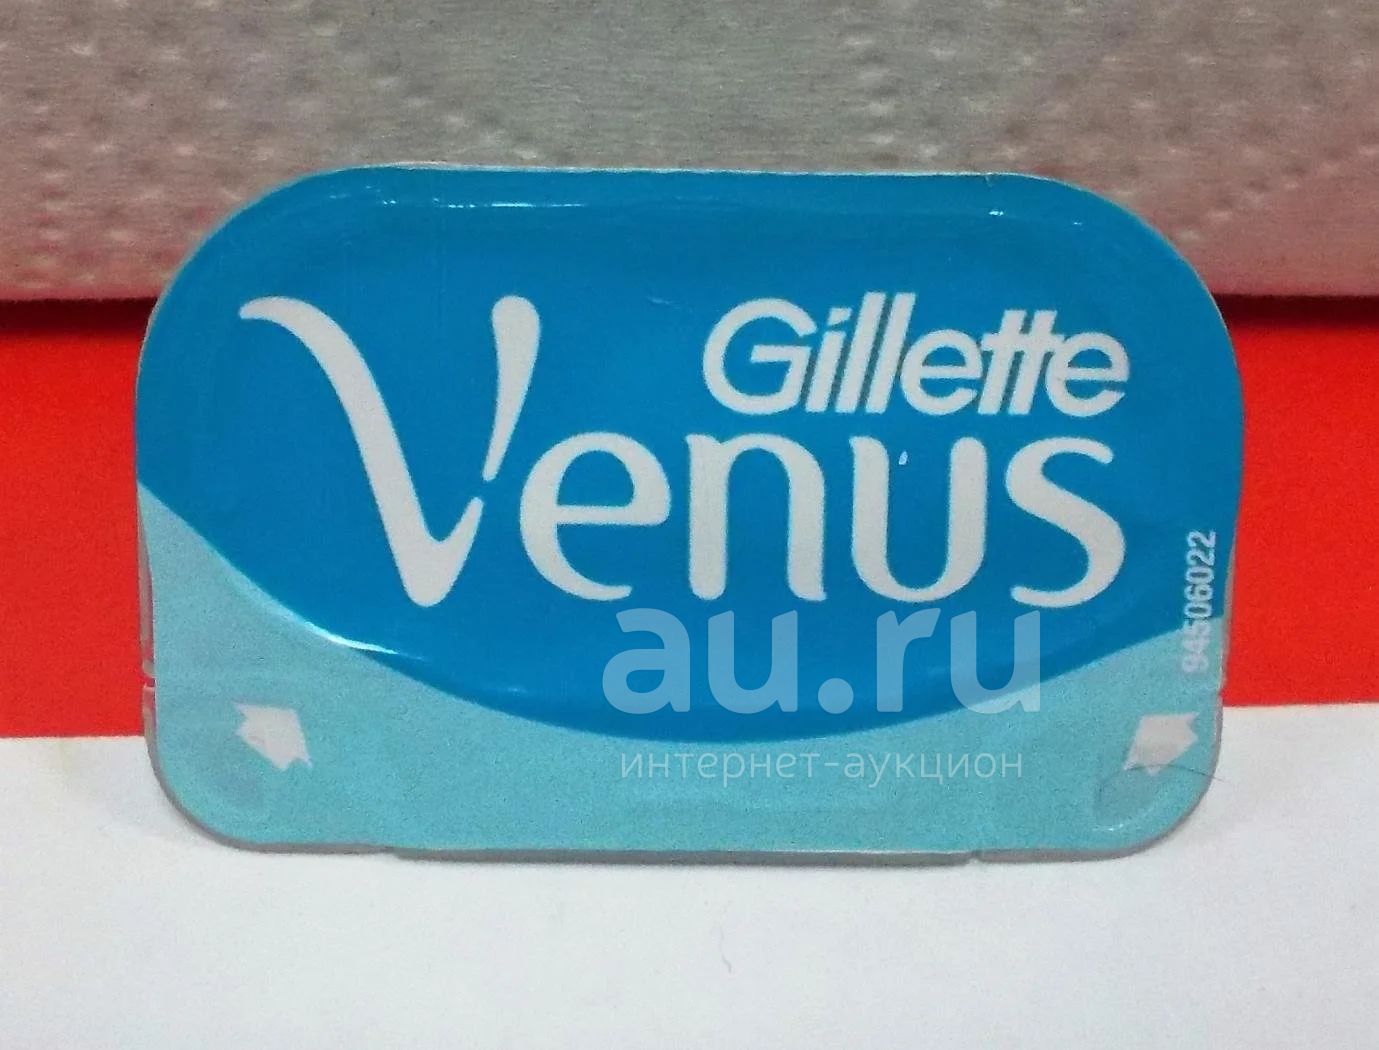 Gillette
Venus
94506022
au.ru
интернет-аукцион